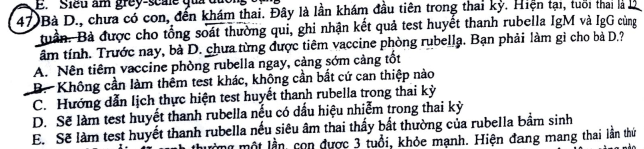 E. Siêu âm grey-scale qua đường
47) Bà D., chưa có con, đến khám thai. Đây là lần khám đầu tiên trong thai kỳ. Hiện tại, tuổi thai là 12
tuần. Bà được cho tổng soát thường qui, ghi nhận kết quả test huyết thanh rubella IgM và IgG cùng
âm tính. Trước nay, bà D. chưa từng được tiêm vaccine phòng rubella. Bạn phải làm gì cho bà D.?
A. Nên tiêm vaccine phòng rubella ngay, càng sớm càng tốt
B. Không cần làm thêm test khác, không cần bất cứ can thiệp nào
C. Hướng dẫn lịch thực hiện test huyết thanh rubella trong thai kỳ
D. Sẽ làm test huyết thanh rubella nếu có dấu hiệu nhiễm trong thai kỳ
E. Sẽ làm test huyết thanh rubella nếu siêu âm thai thấy bất thường của rubella bẩm sinh
thường một lần, con được 3 tuổi, khỏe mạnh. Hiện đang mang thai lần thứ